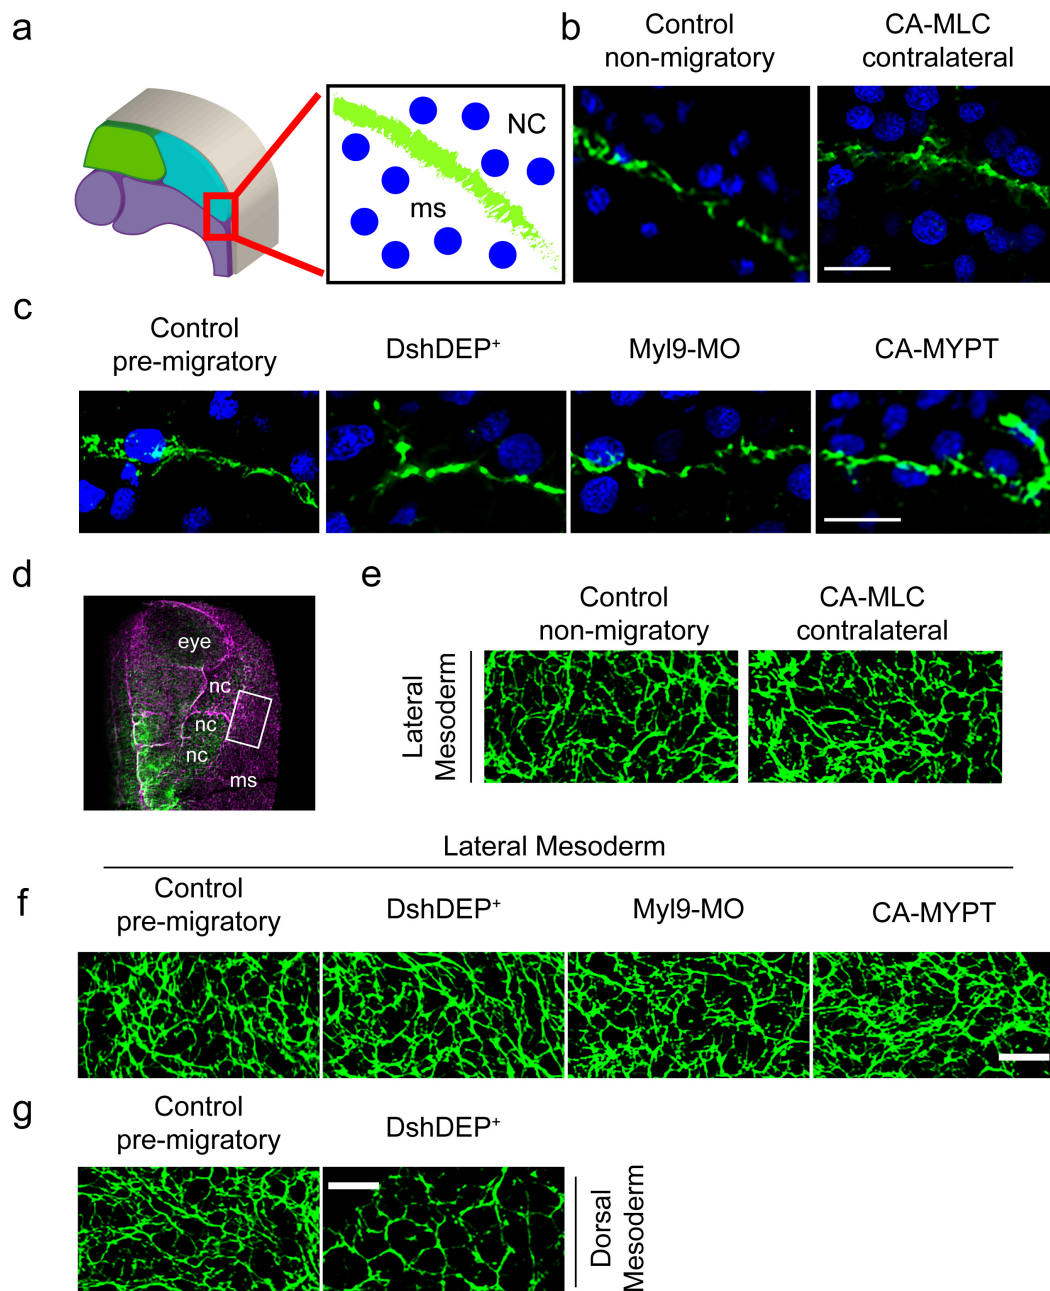 a
NC
ms
b
Control
non-migratory
CA-MLC
contralateral
c
Control
pre-migratory
DshDEP⁺
Myl9-MO
CA-MYPT
d
eye
nc
nc
nc
ms
e
Control
non-migratory
CA-MLC
contralateral
Lateral
Mesoderm
Lateral Mesoderm
f
Control
pre-migratory
DshDEP⁺
Myl9-MO
CA-MYPT
g
Control
pre-migratory
DshDEP⁺
Dorsal
Mesoderm